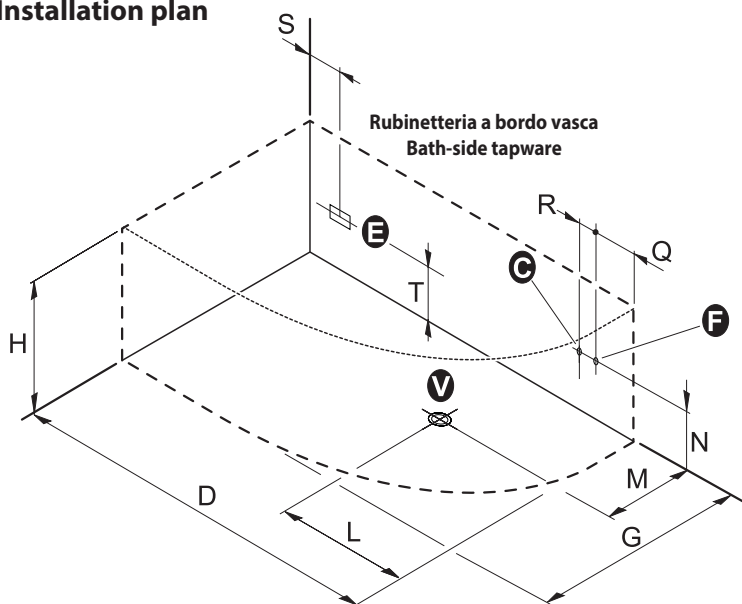 Installation plan
S
Rubinetteria a bordo vasca
Bath-side tapware
R
Q
E
C
T
F
H
V
N
M
D
G
L